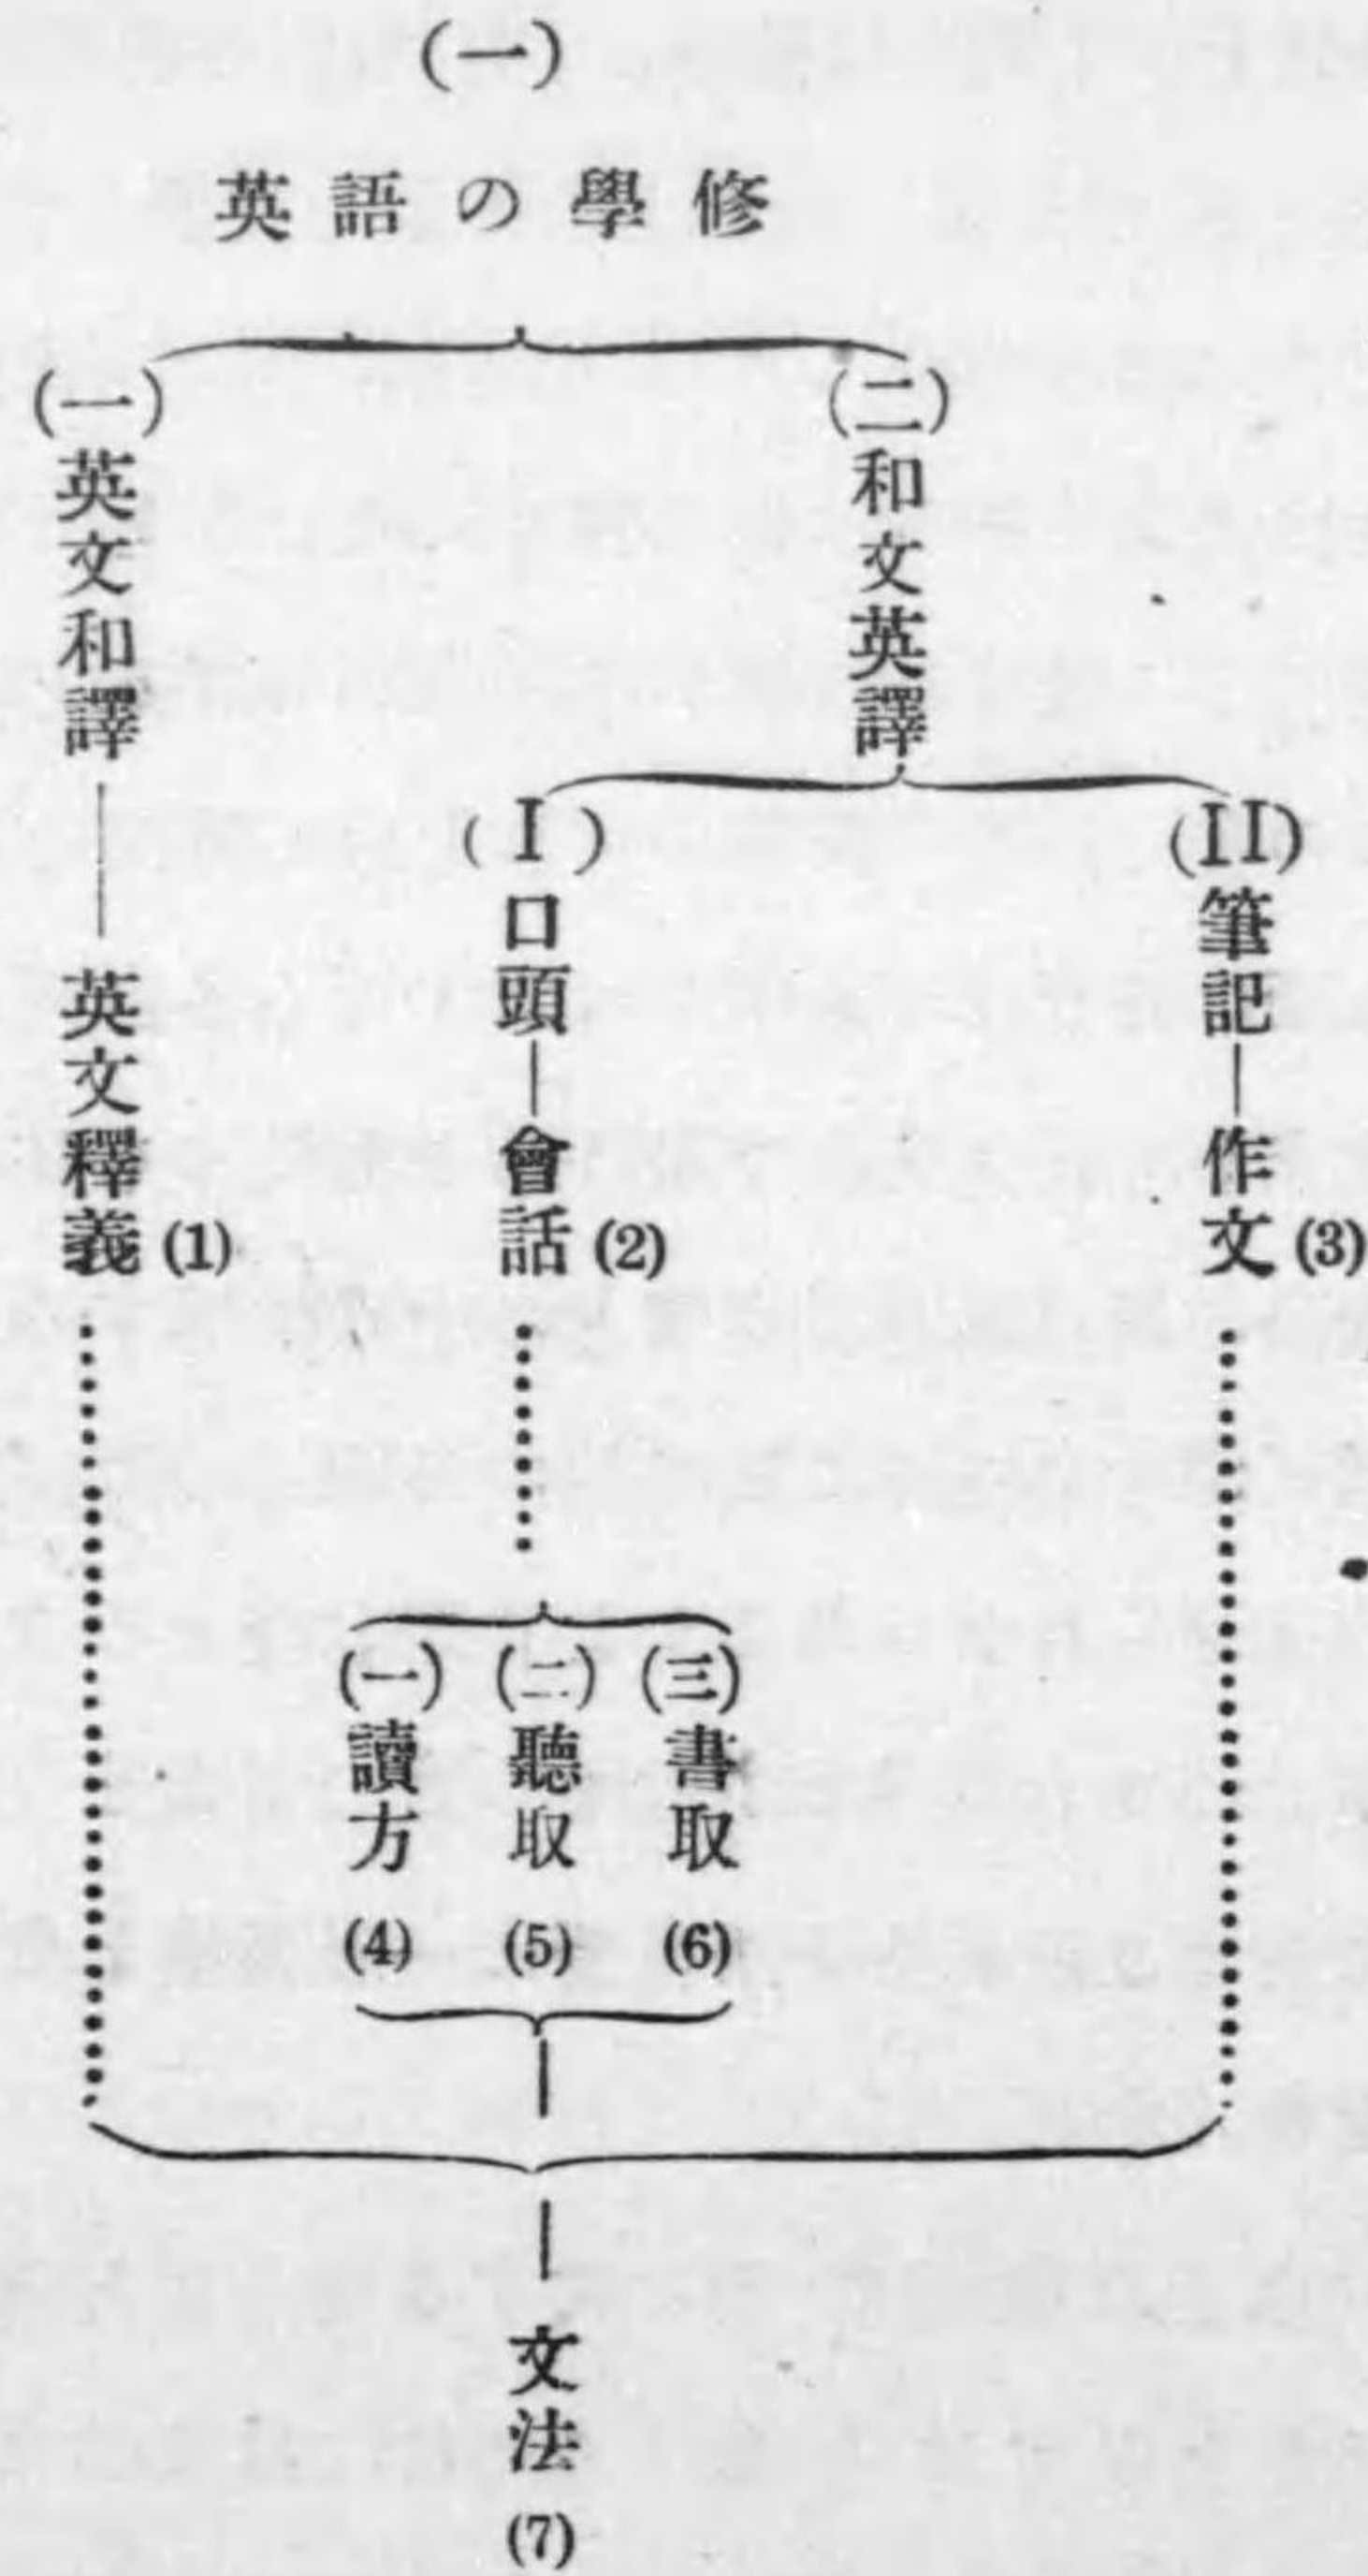 (一)
英語の學修
(一)英文和譯——英文釋義(1)
(二)和文英譯
(I)口頭—會話(2)
(II)筆記—作文(3)
(一)讀方(4)
(二)聽取(5)
(三)書取(6)
文法(7)